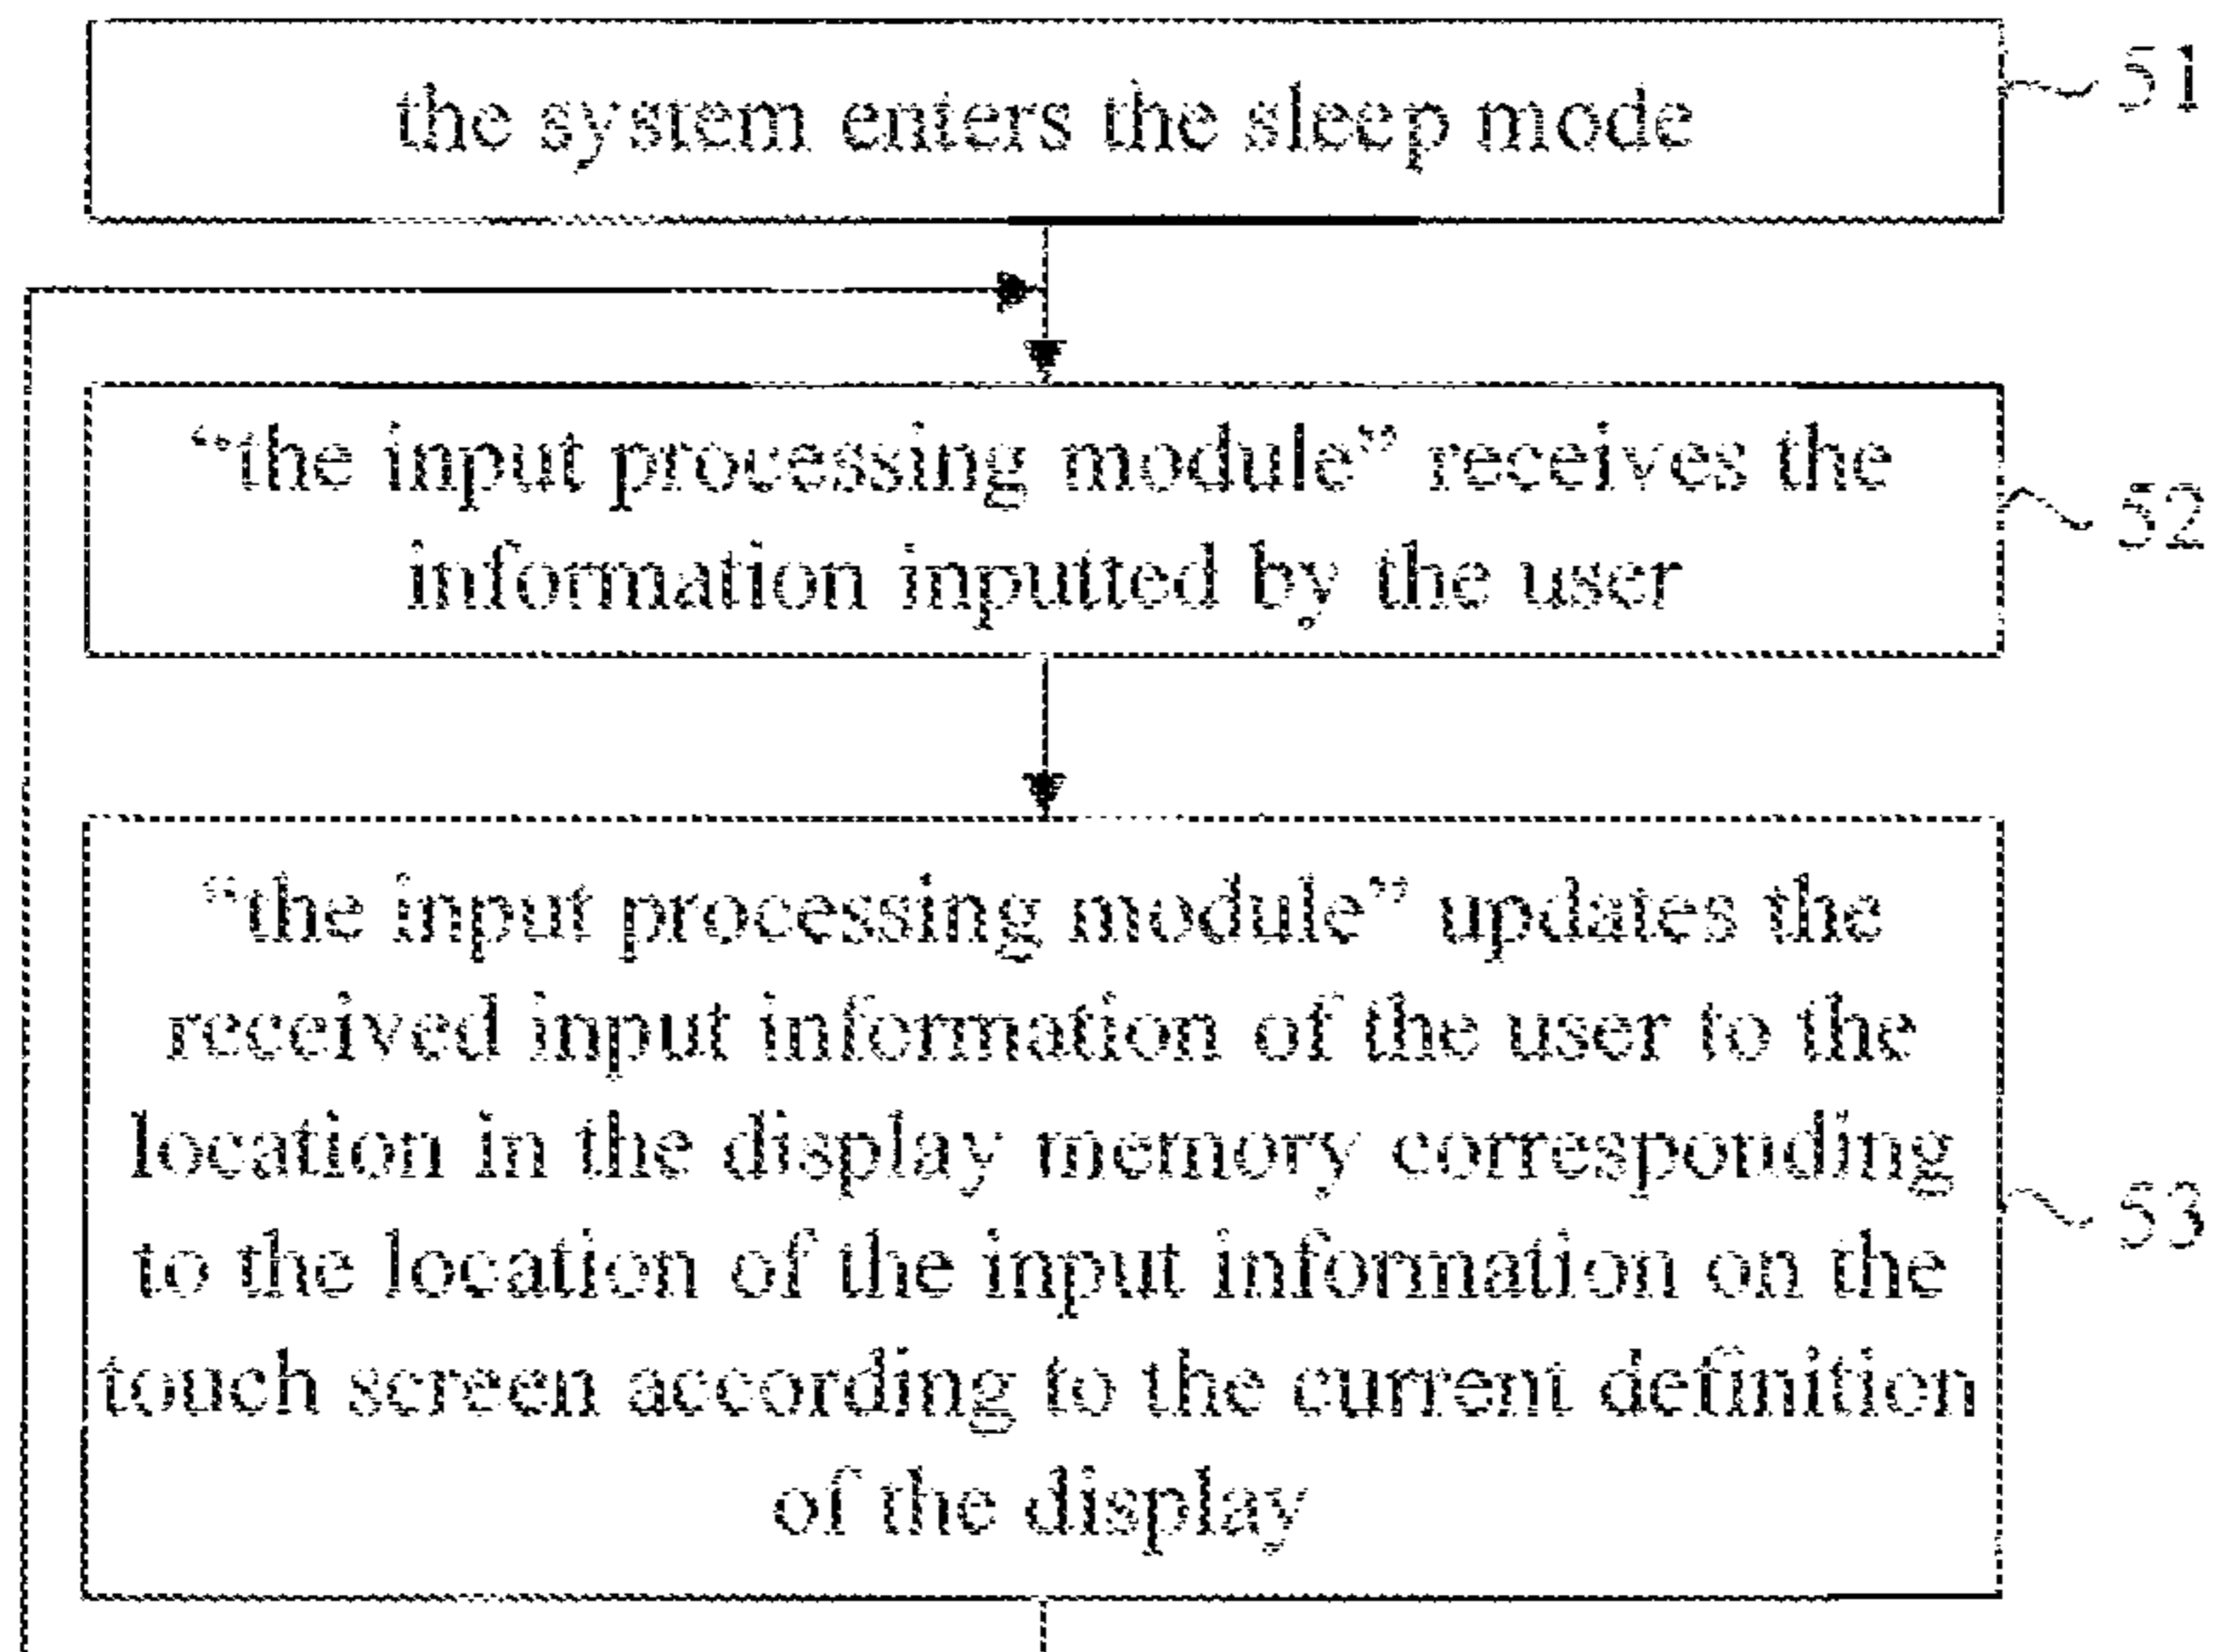 the system enters the sleep mode
51
“the input processing module” receives the
information inputted by the user
52
“the input processing module” updates the
received input information of the user to the
location in the display memory corresponding
to the location of the input information on the
touch screen according to the current definition
of the display
53